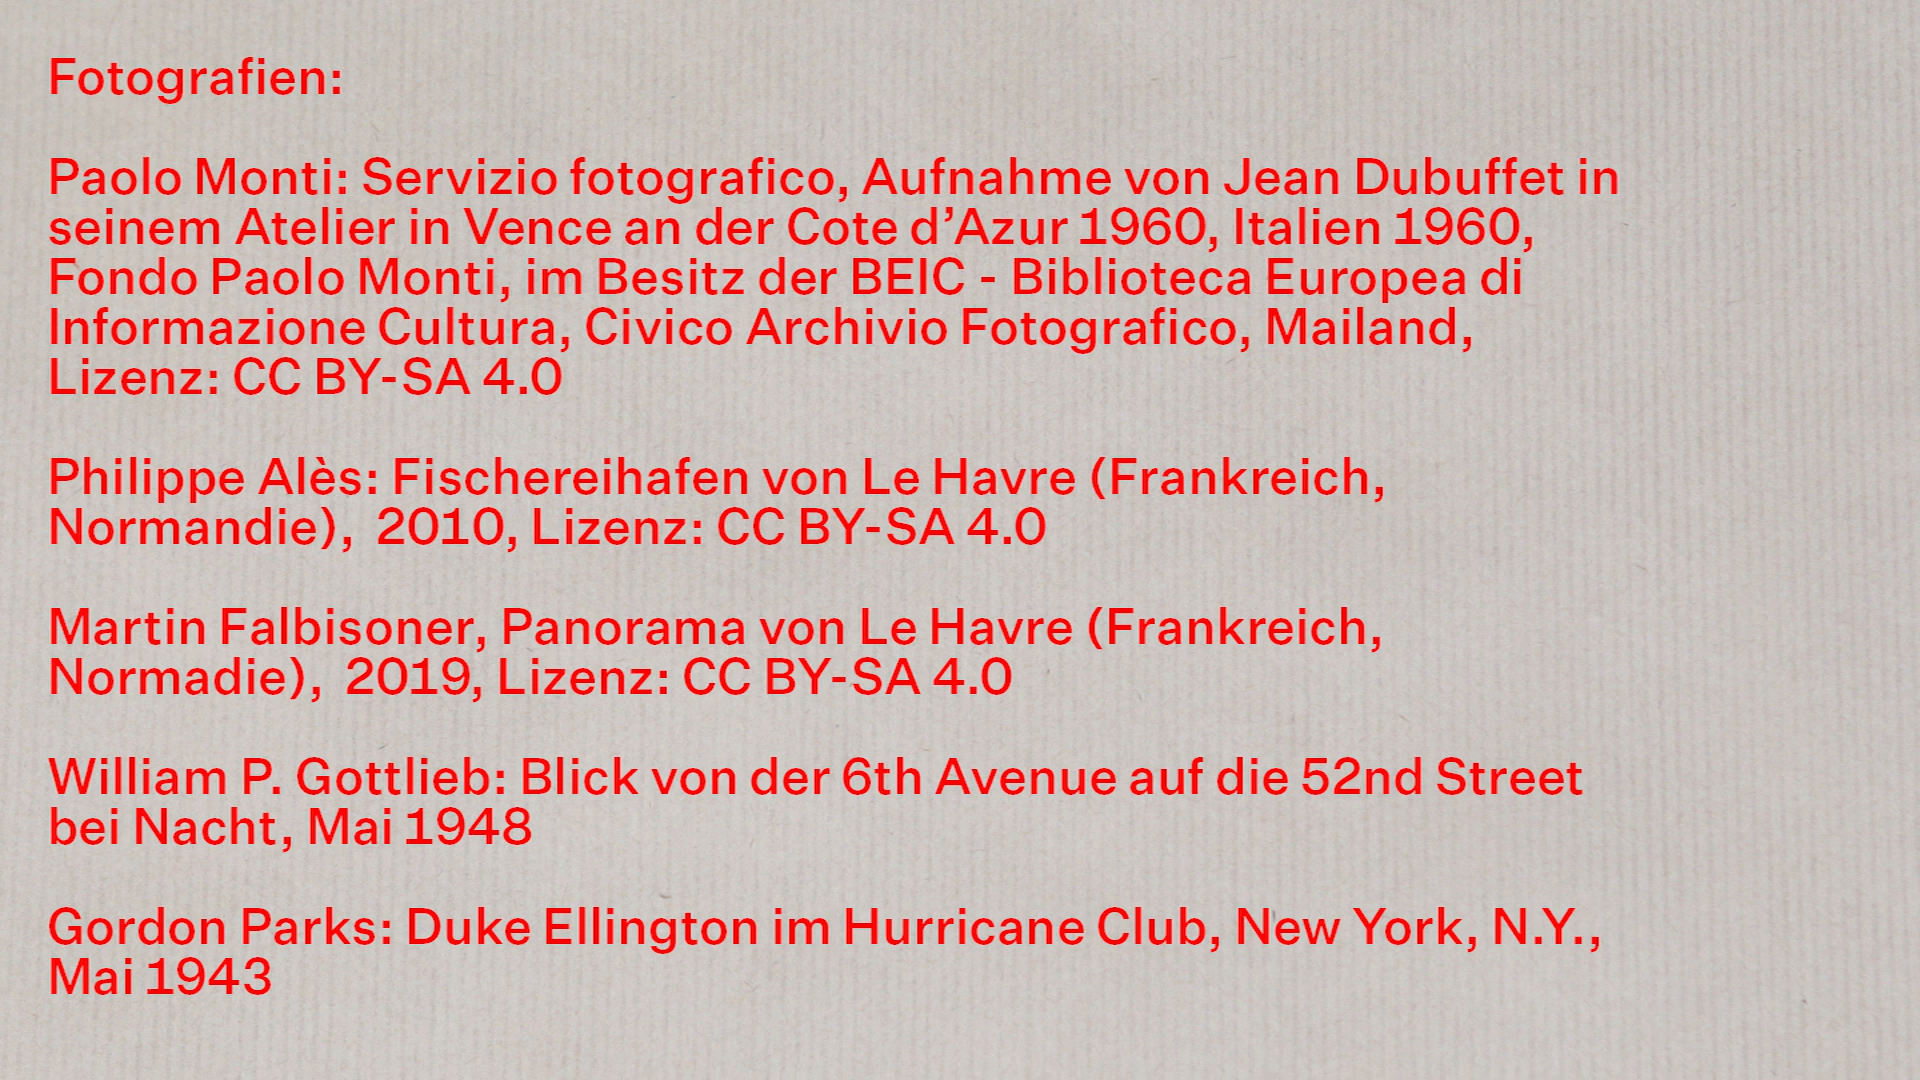 Fotografien:
Paolo Monti: Servizio fotografico, Aufnahme von Jean Dubuffet in
seinem Atelier in Vence an der Cote d’Azur 1960, Italien 1960,
Fondo Paolo Monti, im Besitz der BEIC - Biblioteca Europea di
Informazione Cultura, Civico Archivio Fotografico, Mailand,
Lizenz: CC BY-SA 4.0
Philippe Alès: Fischereihafen von Le Havre (Frankreich,
Normandie),  2010, Lizenz: CC BY-SA 4.0
Martin Falbisoner, Panorama von Le Havre (Frankreich,
Normadie),  2019, Lizenz: CC BY-SA 4.0
William P. Gottlieb: Blick von der 6th Avenue auf die 52nd Street
bei Nacht, Mai 1948
Gordon Parks: Duke Ellington im Hurricane Club, New York, N.Y.,
Mai 1943